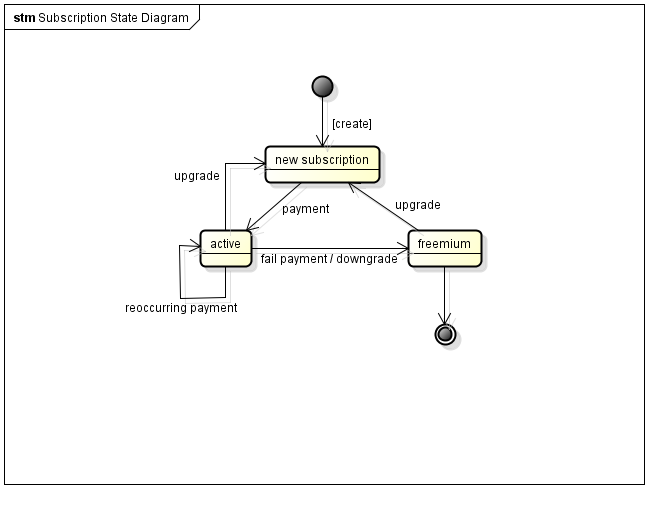 stm Subscription State Diagram
[create]
new subscription
upgrade
payment
upgrade
active
freemium
fail payment / downgrade
reoccurring payment